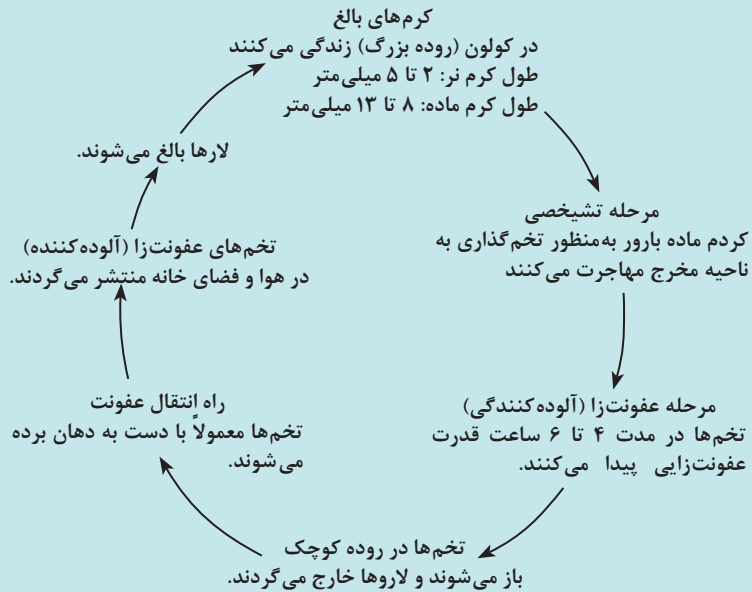 کرم‌های بالغ
در کولون (روده بزرگ) زندگی می‌کنند
طول کرم نر: ۲ تا ۵ میلی‌متر
طول کرم ماده: ۸ تا ۱۳ میلی‌متر
مرحله تشیخصی
کردم ماده بارور به‌منظور تخم‌گذاری به
ناحیه مخرج مهاجرت می‌کنند
مرحله عفونت‌زا (آلوده‌کنندگی)
تخم‌ها در مدت ۴ تا ۶ ساعت قدرت
عفونت‌زایی پیدا می‌کنند.
تخم‌ها در روده کوچک
باز می‌شوند و لاروها خارج می‌گردند.
راه انتقال عفونت
تخم‌ها معمولاً با دست به دهان برده
می‌شوند.
تخم‌های عفونت‌زا (آلوده‌کننده)
در هوا و فضای خانه منتشر می‌گردند.
لارها بالغ می‌شوند.